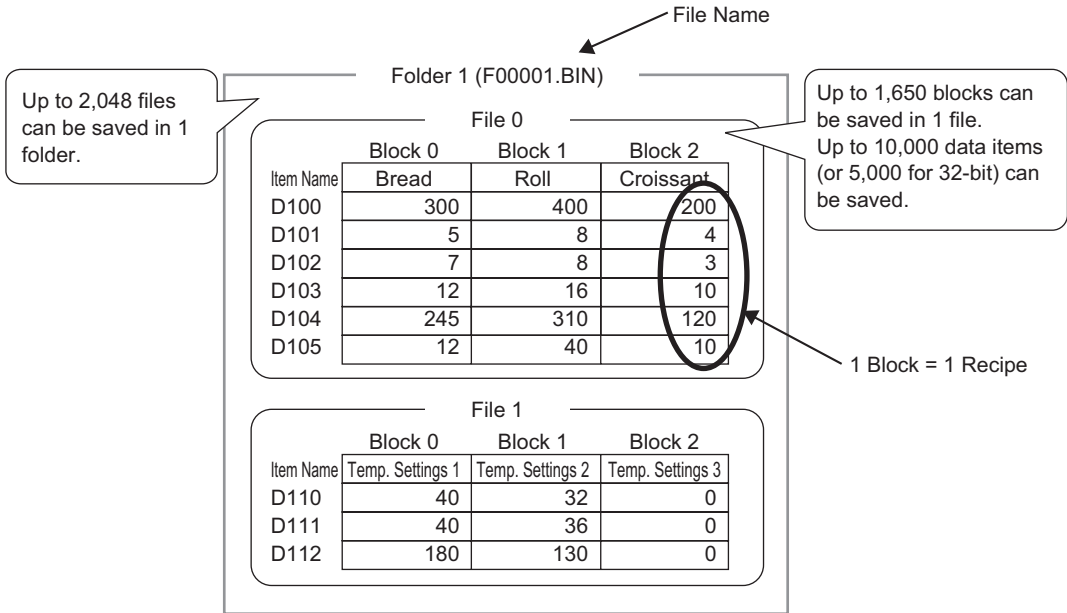 File Name
Folder 1 (F00001.BIN)
Up to 2,048 files
can be saved in 1
folder.
Up to 1,650 blocks can
be saved in 1 file.
Up to 10,000 data items
(or 5,000 for 32-bit) can
be saved.
File 0
Block 0 Block 1 Block 2
Item Name Bread Roll Croissant
D100 300 400 200
D101 5 8 4
D102 7 8 3
D103 12 16 10
D104 245 310 120
D105 12 40 10
1 Block = 1 Recipe
File 1
Block 0 Block 1 Block 2
Item Name Temp. Settings 1 Temp. Settings 2 Temp. Settings 3
D110 40 32 0
D111 40 36 0
D112 180 130 0